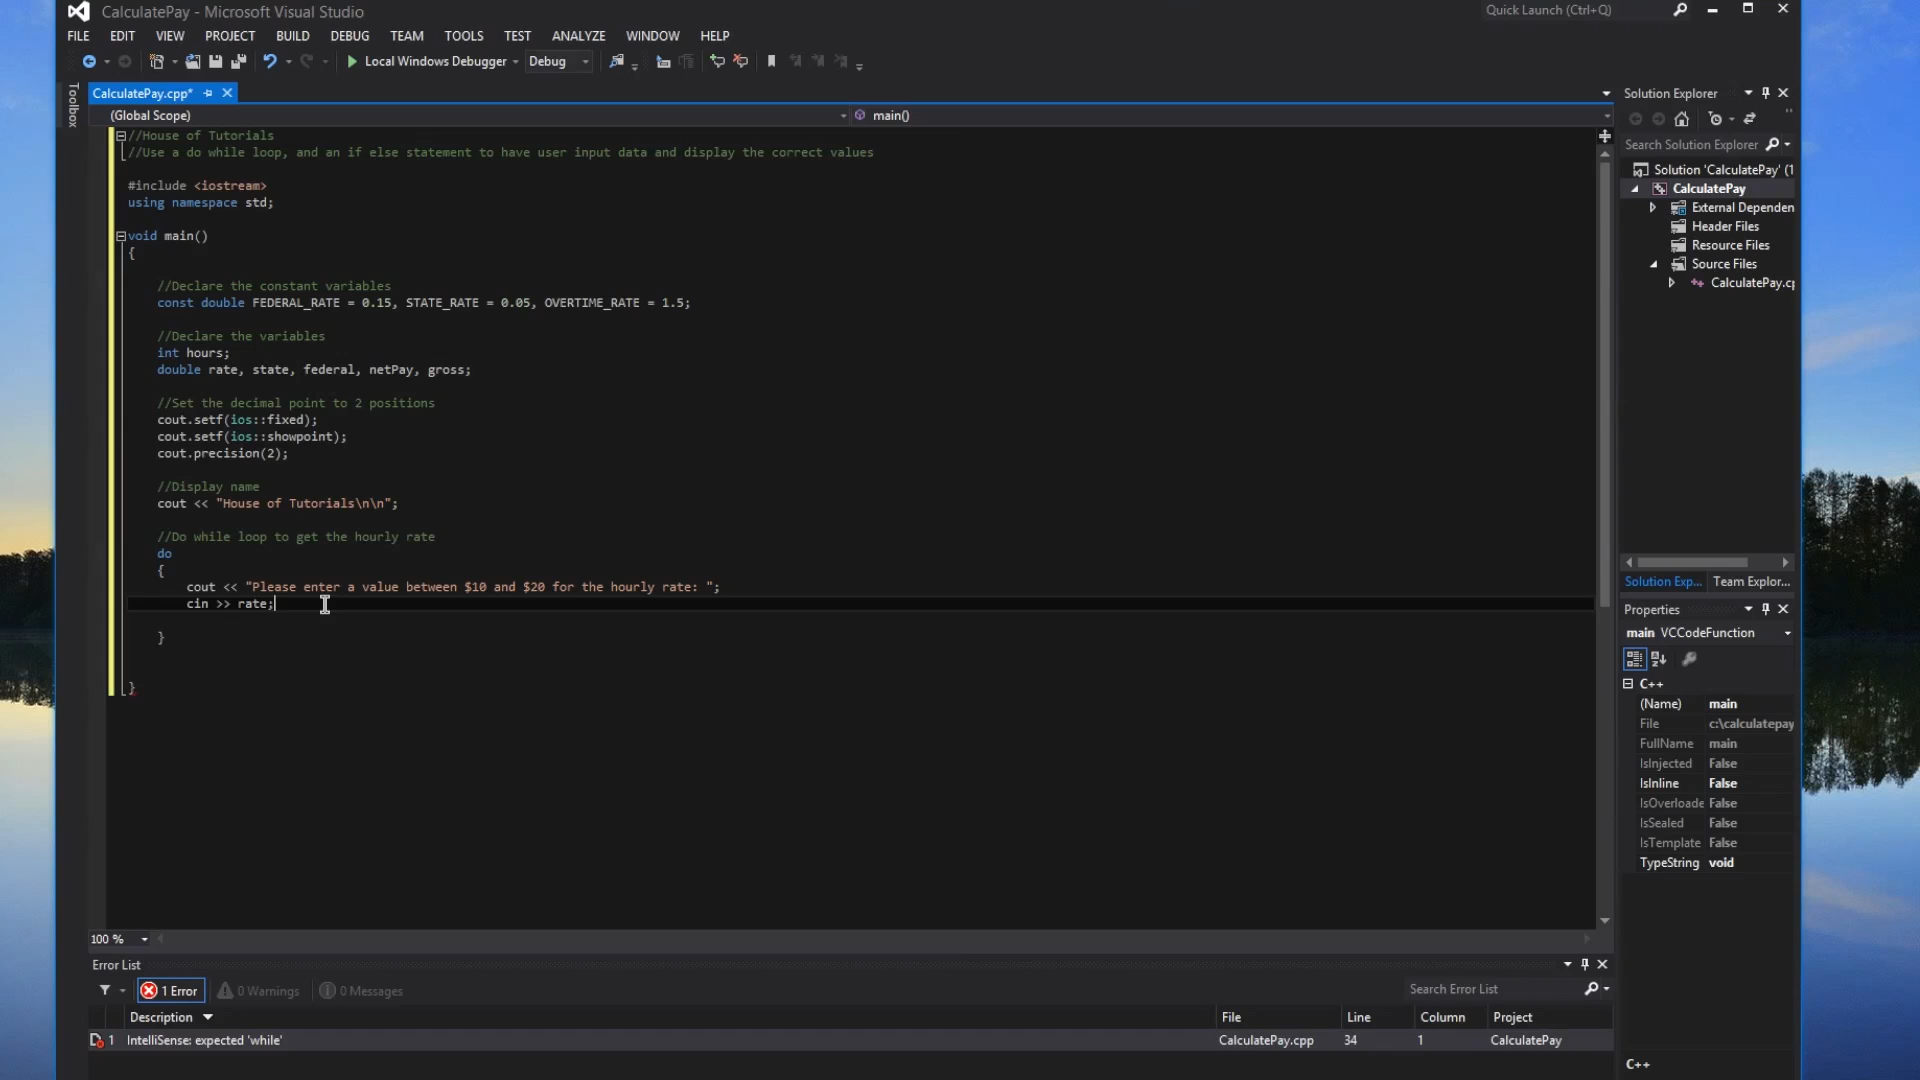 CalculatePay - Microsoft Visual Studio
Quick Launch (Ctrl+Q)
FILE EDIT VIEW PROJECT BUILD DEBUG TEAM TOOLS TEST ANALYZE WINDOW HELP
Local Windows Debugger Debug
Toolbox
CalculatePay.cpp*
(Global Scope) main()
//House of Tutorials
//Use a do while loop, and an if else statement to have user input data and display the correct values
#include <iostream>
using namespace std;
void main()
{
//Declare the constant variables
const double FEDERAL_RATE = 0.15, STATE_RATE = 0.05, OVERTIME_RATE = 1.5;
//Declare the variables
int hours;
double rate, state, federal, netPay, gross;
//Set the decimal point to 2 positions
cout.setf(ios::fixed);
cout.setf(ios::showpoint);
cout.precision(2);
//Display name
cout << "House of Tutorials\n\n";
//Do while loop to get the hourly rate
do
{
cout << "Please enter a value between $10 and $20 for the hourly rate: ";
cin >> rate;
}
}
100 %
Solution Explorer
Search Solution Explorer
Solution 'CalculatePay' (1
CalculatePay
External Dependen
Header Files
Resource Files
Source Files
CalculatePay.cp
Solution Exp... Team Explor...
Properties
main VCCodeFunction
C++
(Name) main
File c:\calculatepay
FullName main
IsInjected False
IsInline False
IsOverloade False
IsSealed False
IsTemplate False
TypeString void
C++
Error List
1 Error 0 Warnings 0 Messages
Search Error List
Description File Line Column Project
1 IntelliSense: expected 'while' CalculatePay.cpp 34 1 CalculatePay